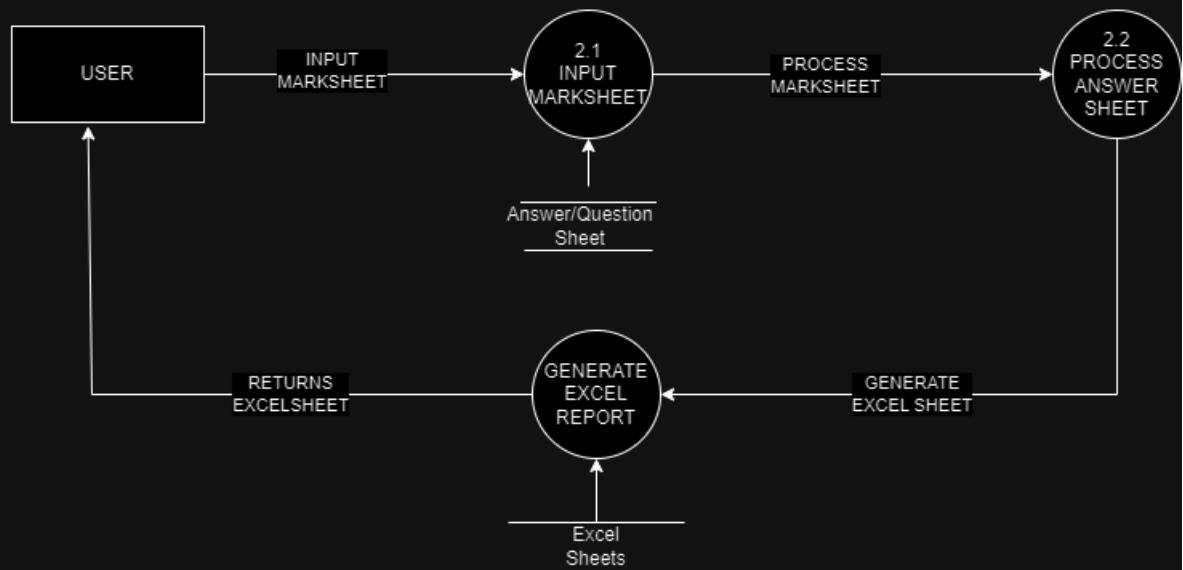 USER
INPUT
MARKSHEET
2.1
INPUT
MARKSHEET
PROCESS
MARKSHEET
2.2
PROCESS
ANSWER
SHEET
Answer/Question
Sheet
RETURNS
EXCELSHEET
GENERATE
EXCEL
REPORT
GENERATE
EXCEL SHEET
Excel
Sheets